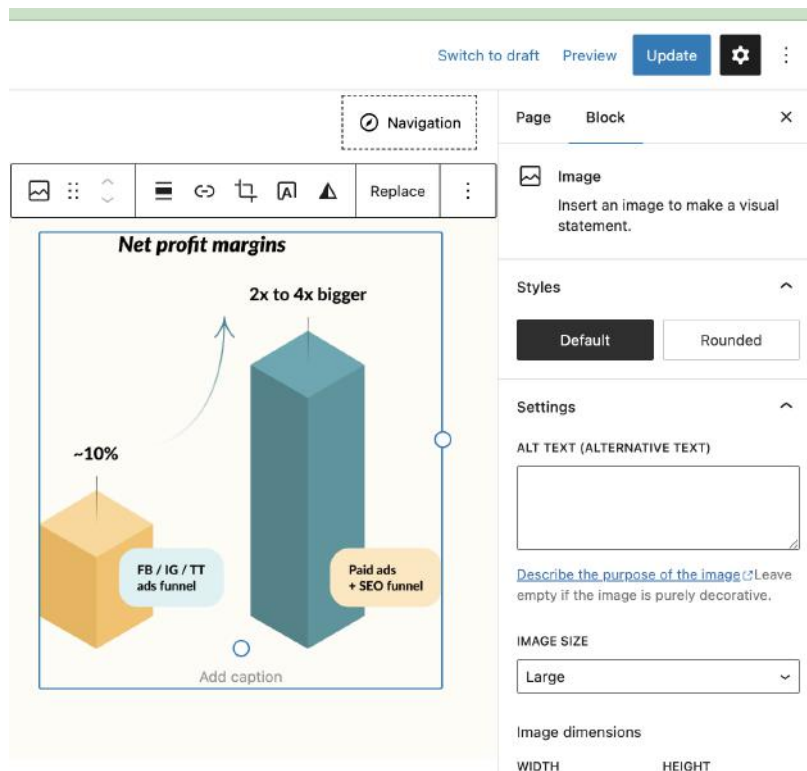 Switch to draft Preview Update
Navigation
Replace
Net profit margins
2x to 4x bigger
~10%
FB / IG / TT
ads funnel
Paid ads
+ SEO funnel
Add caption
Page Block
Image
Insert an image to make a visual
statement.
Styles
Default Rounded
Settings
ALT TEXT (ALTERNATIVE TEXT)
Describe the purpose of the image Leave
empty if the image is purely decorative.
IMAGE SIZE
Large
Image dimensions
WIDTH HEIGHT